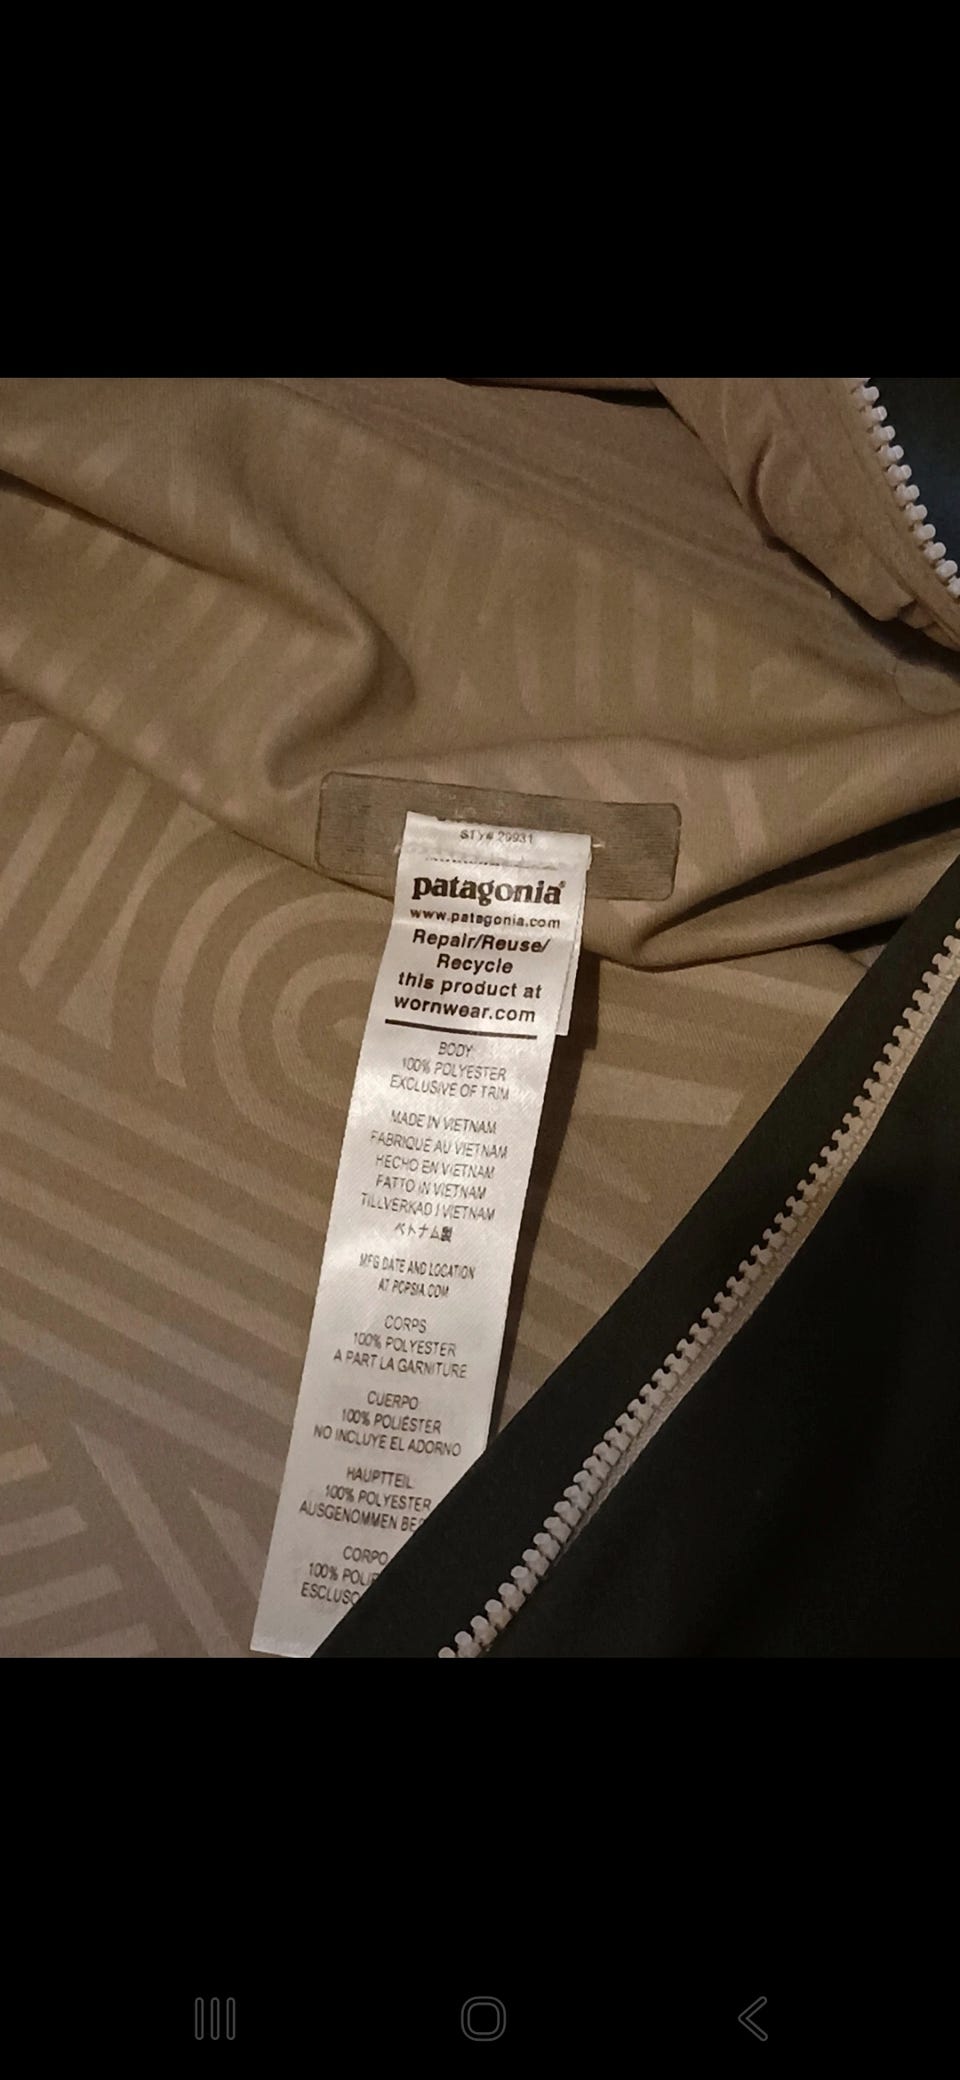 STY# 29931
patagonia®
www.patagonia.com
Repair/Reuse/
Recycle
this product at
wornwear.com
BODY:
100% POLYESTER
EXCLUSIVE OF TRIM
MADE IN VIETNAM
FABRIQUÉ AU VIETNAM
HECHO EN VIETNAM
FATTO IN VIETNAM
TILLVERKAD I VIETNAM
ベトナム製
MFG DATE AND LOCATION
AT PCPSIA.COM
CORPS
100% POLYESTER
A PART LA GARNITURE
CUERPO
100% POLIÉSTER
NO INCLUYE EL ADORNO
HAUPTTEIL:
100% POLYESTER
AUSGENOMMEN
CORPO
100%